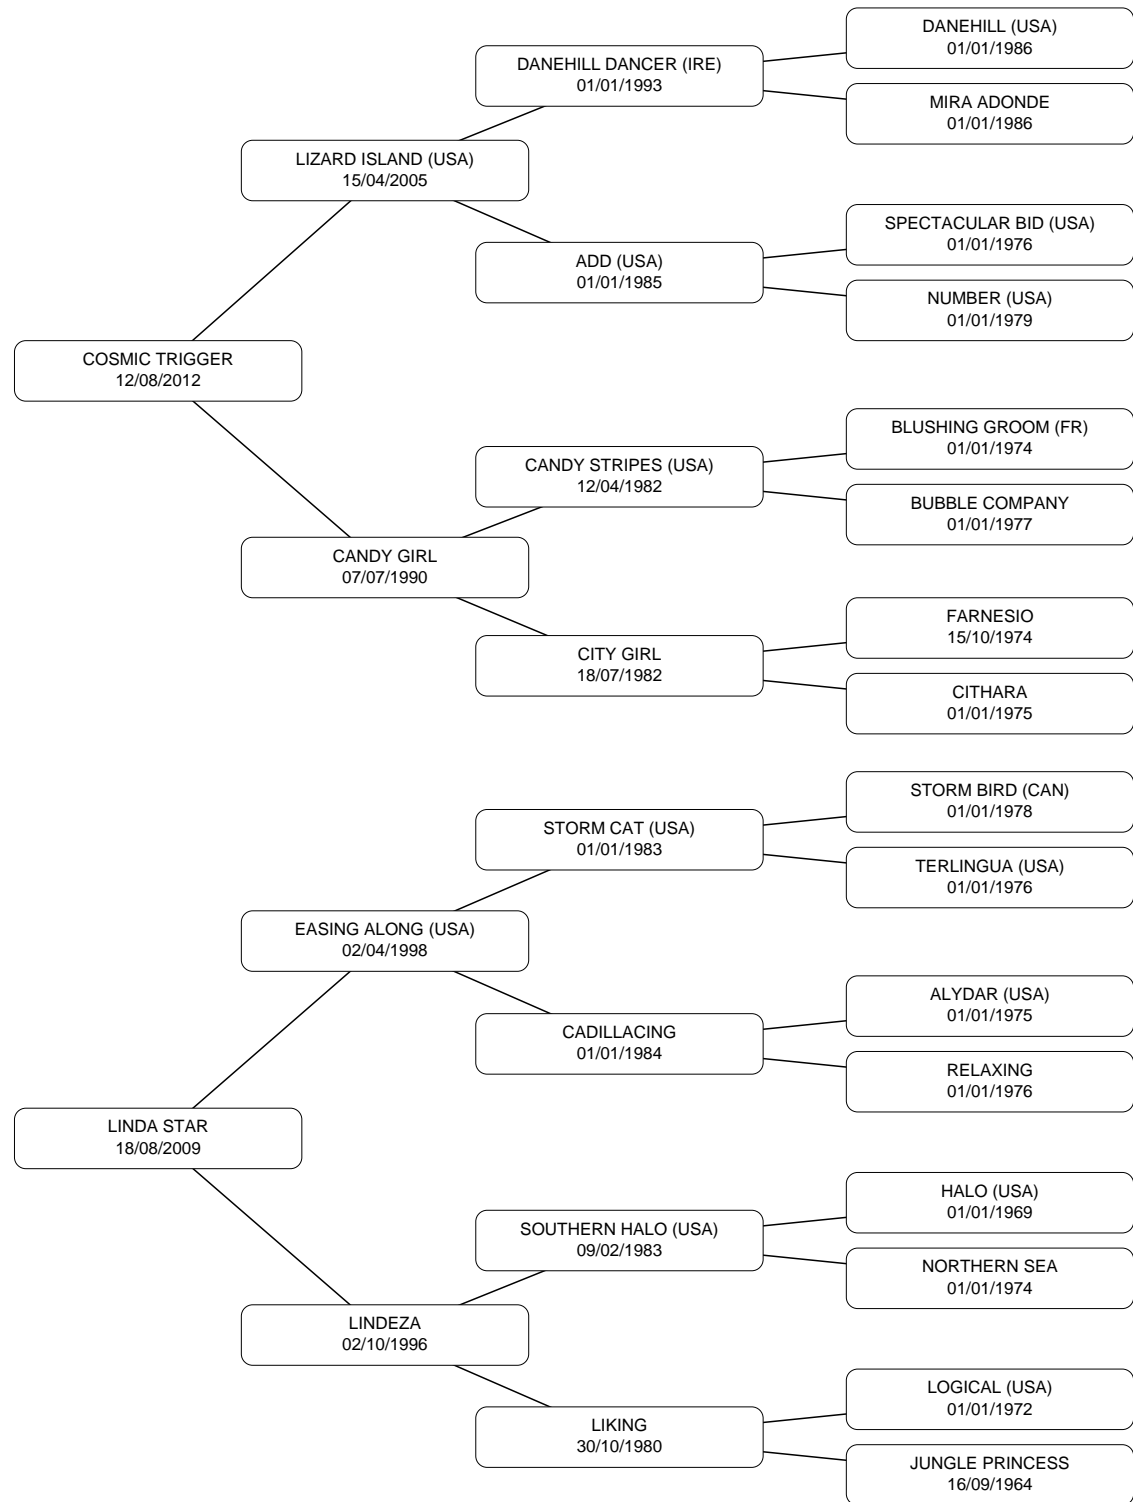 DANEHILL (USA)
01/01/1986
DANEHILL DANCER (IRE)
01/01/1993
MIRA ADONDE
01/01/1986
LIZARD ISLAND (USA)
15/04/2005
SPECTACULAR BID (USA)
01/01/1976
ADD (USA)
01/01/1985
NUMBER (USA)
01/01/1979
COSMIC TRIGGER
12/08/2012
BLUSHING GROOM (FR)
01/01/1974
CANDY STRIPES (USA)
12/04/1982
BUBBLE COMPANY
01/01/1977
CANDY GIRL
07/07/1990
FARNESIO
15/10/1974
CITY GIRL
18/07/1982
CITHARA
01/01/1975
STORM BIRD (CAN)
01/01/1978
STORM CAT (USA)
01/01/1983
TERLINGUA (USA)
01/01/1976
EASING ALONG (USA)
02/04/1998
ALYDAR (USA)
01/01/1975
CADILLACING
01/01/1984
RELAXING
01/01/1976
LINDA STAR
18/08/2009
HALO (USA)
01/01/1969
SOUTHERN HALO (USA)
09/02/1983
NORTHERN SEA
01/01/1974
LINDEZA
02/10/1996
LOGICAL (USA)
01/01/1972
LIKING
30/10/1980
JUNGLE PRINCESS
16/09/1964